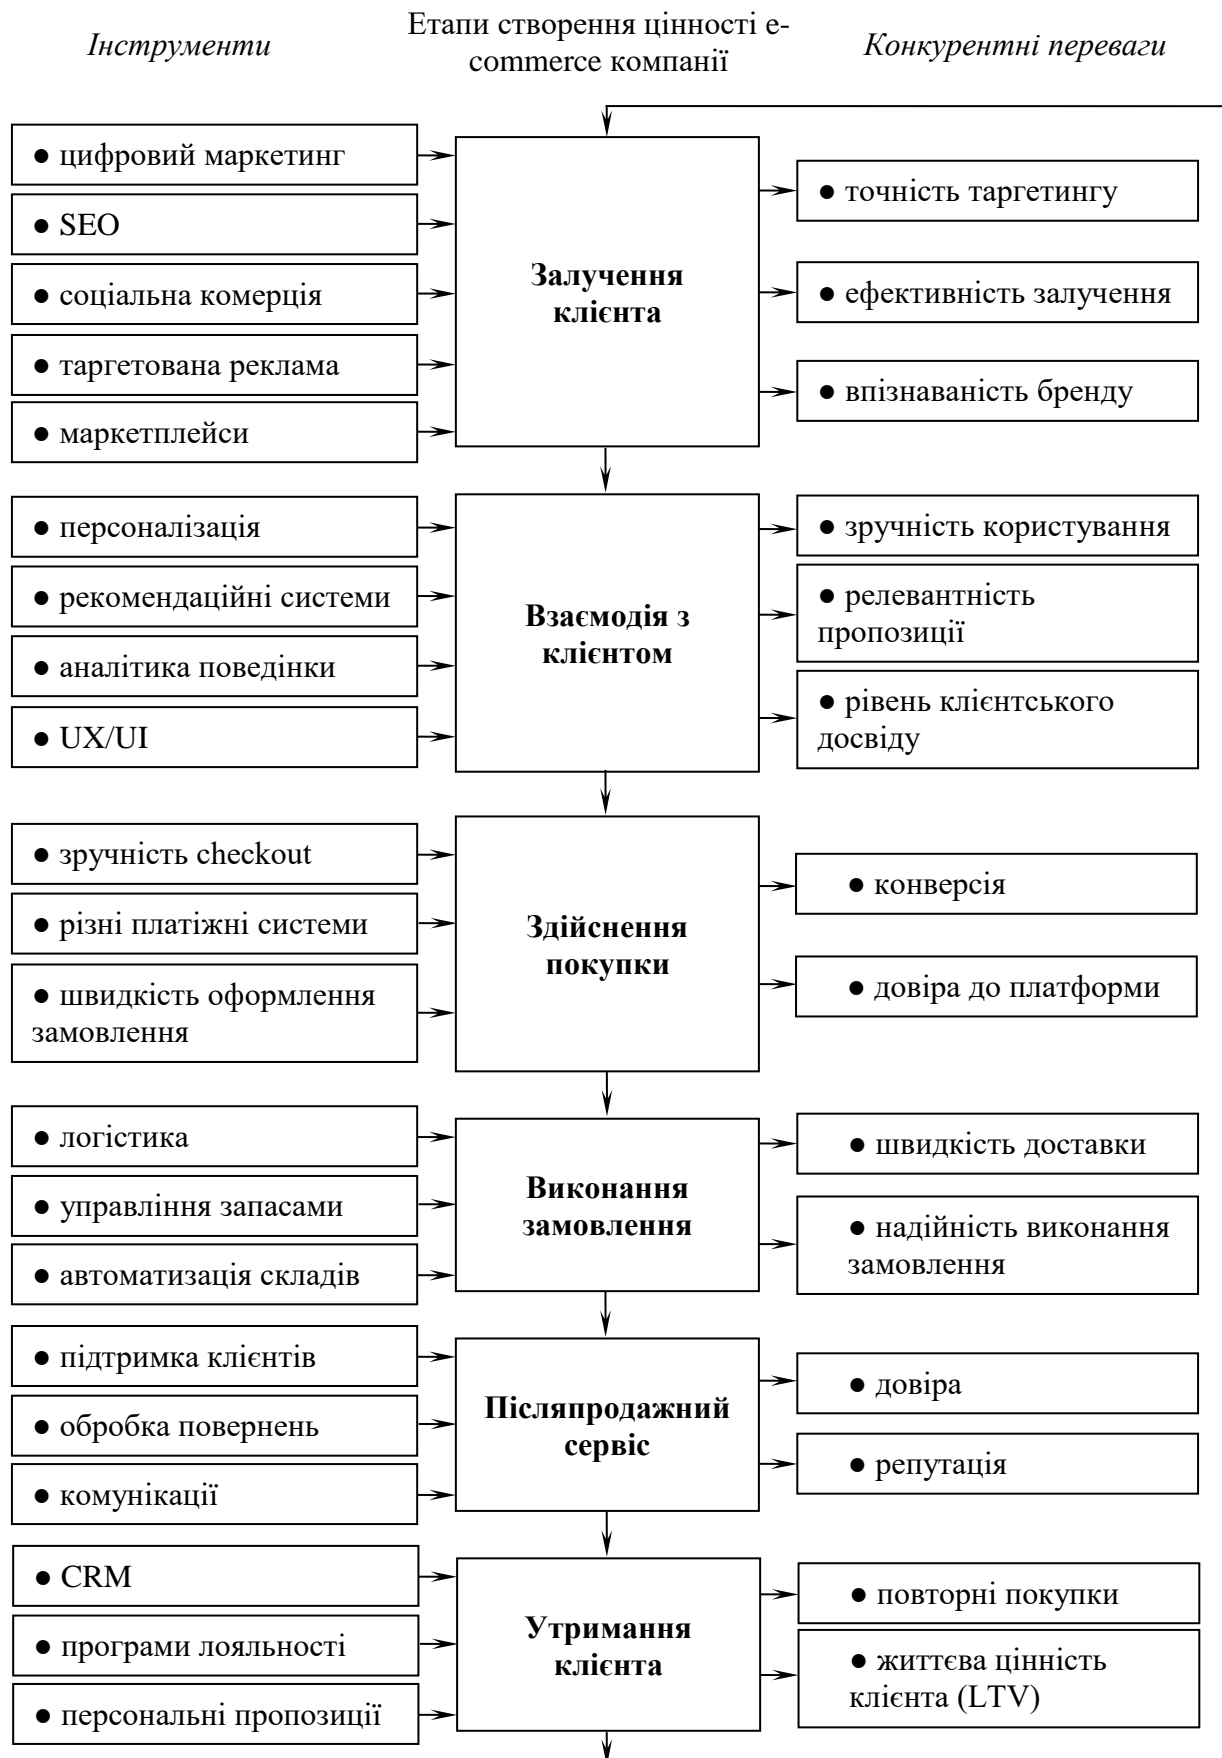 Інструменти
Етапи створення цінності e-
commerce компанії
Конкурентні переваги
● цифровий маркетинг
● SEO
● соціальна комерція
● таргетована реклама
● маркетплейси
Залучення
клієнта
● точність таргетингу
● ефективність залучення
● впізнаваність бренду
● персоналізація
● рекомендаційні системи
● аналітика поведінки
● UX/UI
Взаємодія з
клієнтом
● зручність користування
● релевантність
пропозиції
● рівень клієнтського
досвіду
● зручність checkout
● різні платіжні системи
● швидкість оформлення
замовлення
Здійснення
покупки
● конверсія
● довіра до платформи
● логістика
● управління запасами
● автоматизація складів
Виконання
замовлення
● швидкість доставки
● надійність виконання
замовлення
● підтримка клієнтів
● обробка повернень
● комунікації
Післяпродажний
сервіс
● довіра
● репутація
● CRM
● програми лояльності
● персональні пропозиції
Утримання
клієнта
● повторні покупки
● життєва цінність
клієнта (LTV)